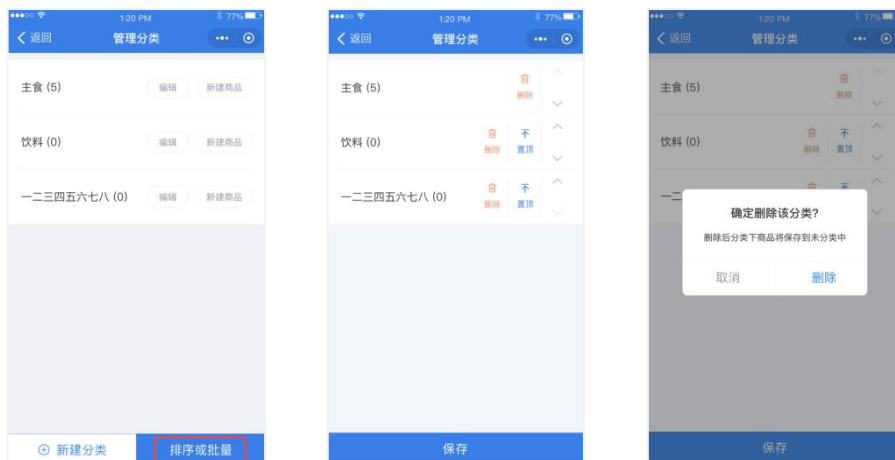 1:20 PM
77%
返回
管理分类
主食 (5)
编辑
新建商品
饮料 (0)
编辑
新建商品
一二三四五六七八 (0)
编辑
新建商品
新建分类
排序或批量
1:20 PM
77%
返回
管理分类
主食 (5)
删除
饮料 (0)
删除
置顶
一二三四五六七八 (0)
删除
置顶
保存
1:20 PM
77%
返回
管理分类
主食 (5)
删除
饮料 (0)
删除
置顶
一二
确定删除该分类?
删除后分类下商品将保存到未分类中
取消
删除
保存